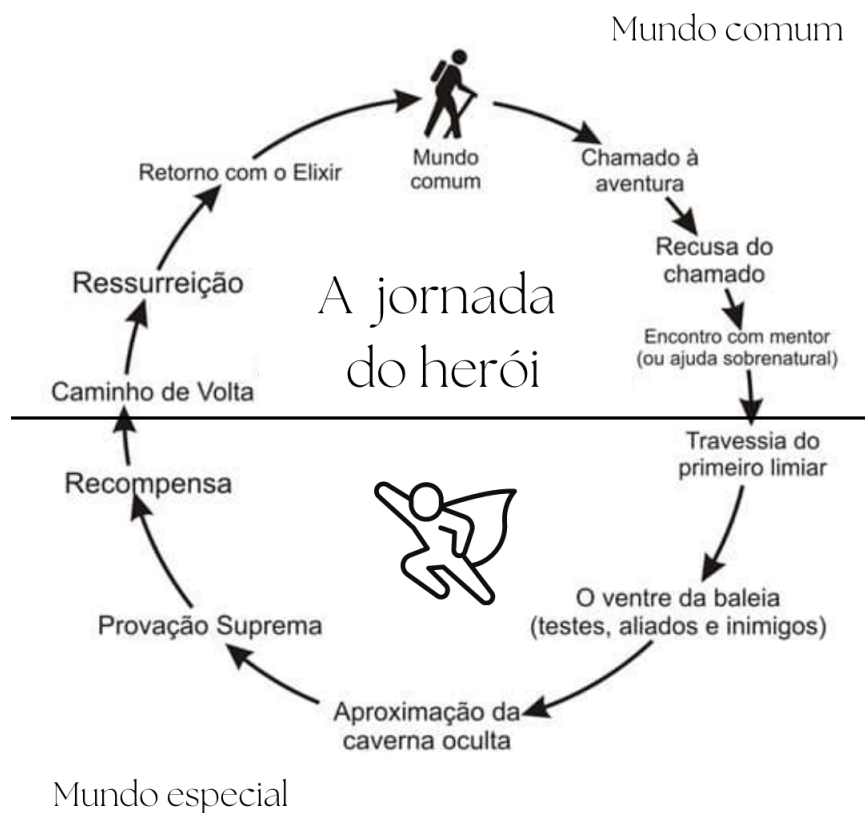 Mundo comum
Mundo
comum
Chamado à
aventura
Recusa do
chamado
Encontro com mentor
(ou ajuda sobrenatural)
Travessia do
primeiro limiar
O ventre da baleia
(testes, aliados e inimigos)
Aproximação da
caverna oculta
Provação Suprema
Recompensa
Caminho de Volta
Ressurreição
Retorno com o Elixir
A jornada
do herói
Mundo especial